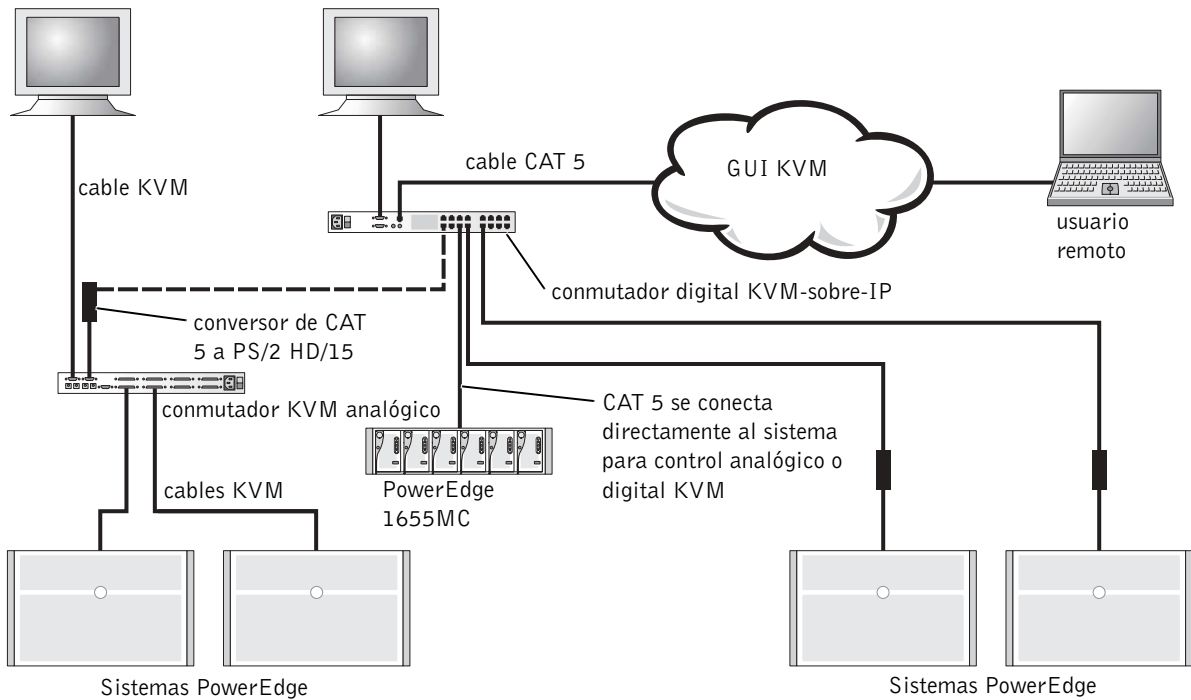 cable KVM
cable CAT 5
GUI KVM
usuario
remoto
conmutador digital KVM-sobre-IP
conversor de CAT
5 a PS/2 HD/15
conmutador KVM analógico
CAT 5 se conecta
directamente al sistema
para control analógico o
digital KVM
cables KVM
PowerEdge
1655MC
Sistemas PowerEdge
Sistemas PowerEdge